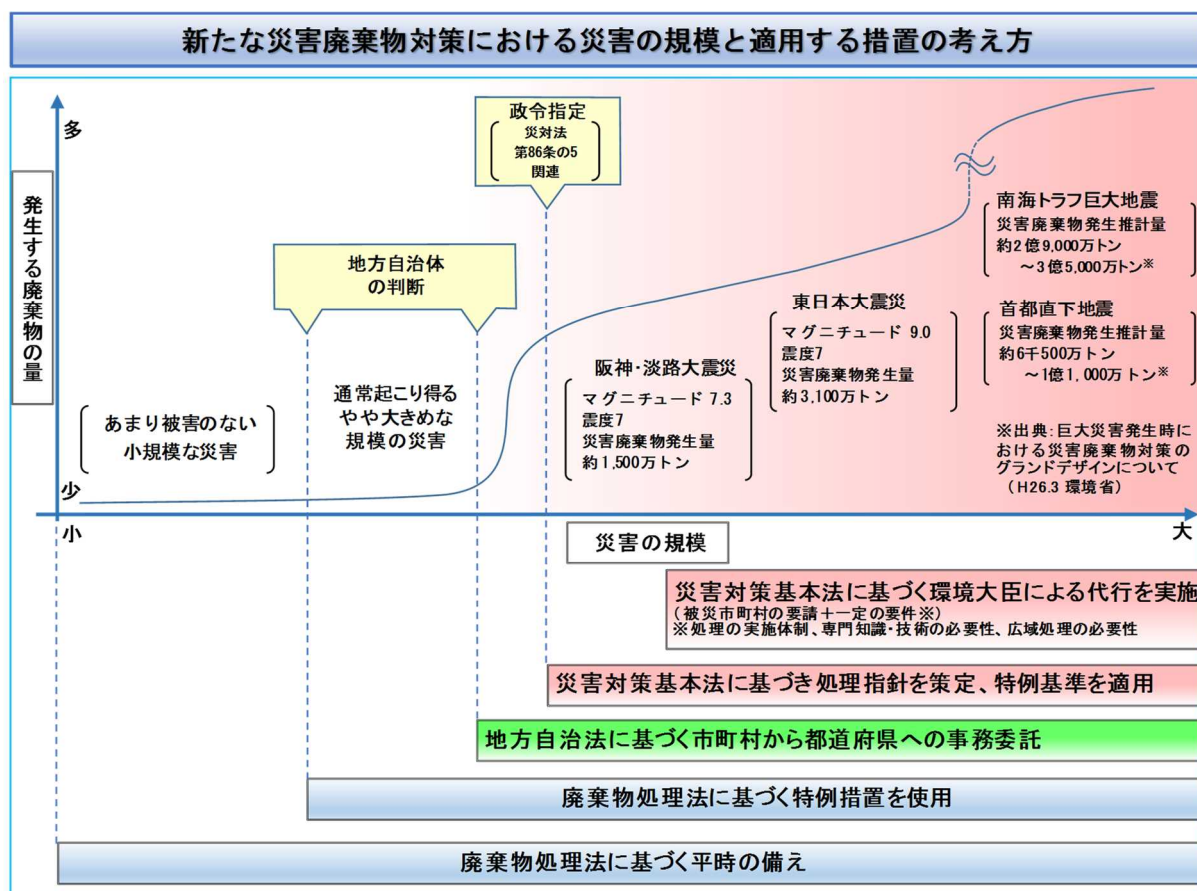 新たな災害廃棄物対策における災害の規模と適用する措置の考え方
多
発生する廃棄物の量
少
小
大
政令指定
災対法
第86条の5
関連
地方自治体
の判断
あまり被害のない
小規模な災害
通常起こり得る
やや大きめな
規模の災害
阪神・淡路大震災
マグニチュード 7.3
震度7
災害廃棄物発生量
約1,500万トン
東日本大震災
マグニチュード 9.0
震度7
災害廃棄物発生量
約3,100万トン
南海トラフ巨大地震
災害廃棄物発生推計量
約2億9,000万トン
～3億5,000万トン※
首都直下地震
災害廃棄物発生推計量
約6千500万トン
～1億1,000万トン※
※出典：巨大災害発生時に
おける災害廃棄物対策の
グランドデザインについて
（H26.3 環境省）
災害の規模
災害対策基本法に基づく環境大臣による代行を実施
（被災市町村の要請＋一定の要件※）
※処理の実施体制、専門知識・技術の必要性、広域処理の必要性
災害対策基本法に基づき処理指針を策定、特例基準を適用
地方自治法に基づく市町村から都道府県への事務委託
廃棄物処理法に基づく特例措置を使用
廃棄物処理法に基づく平時の備え